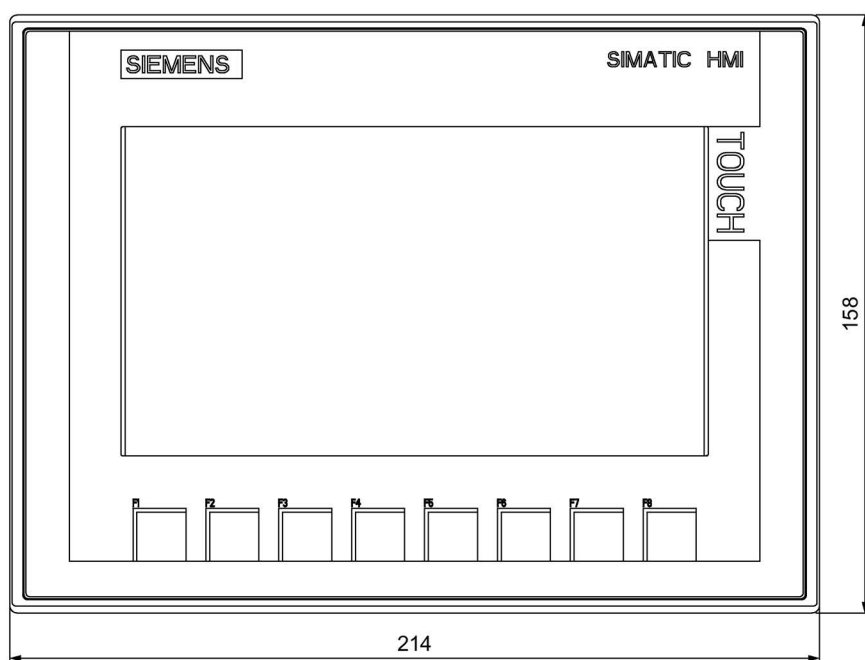 SIEMENS
SIMATIC HMI
TOUCH
158
F1 F2 F3 F4 F5 F6 F7 F8
214